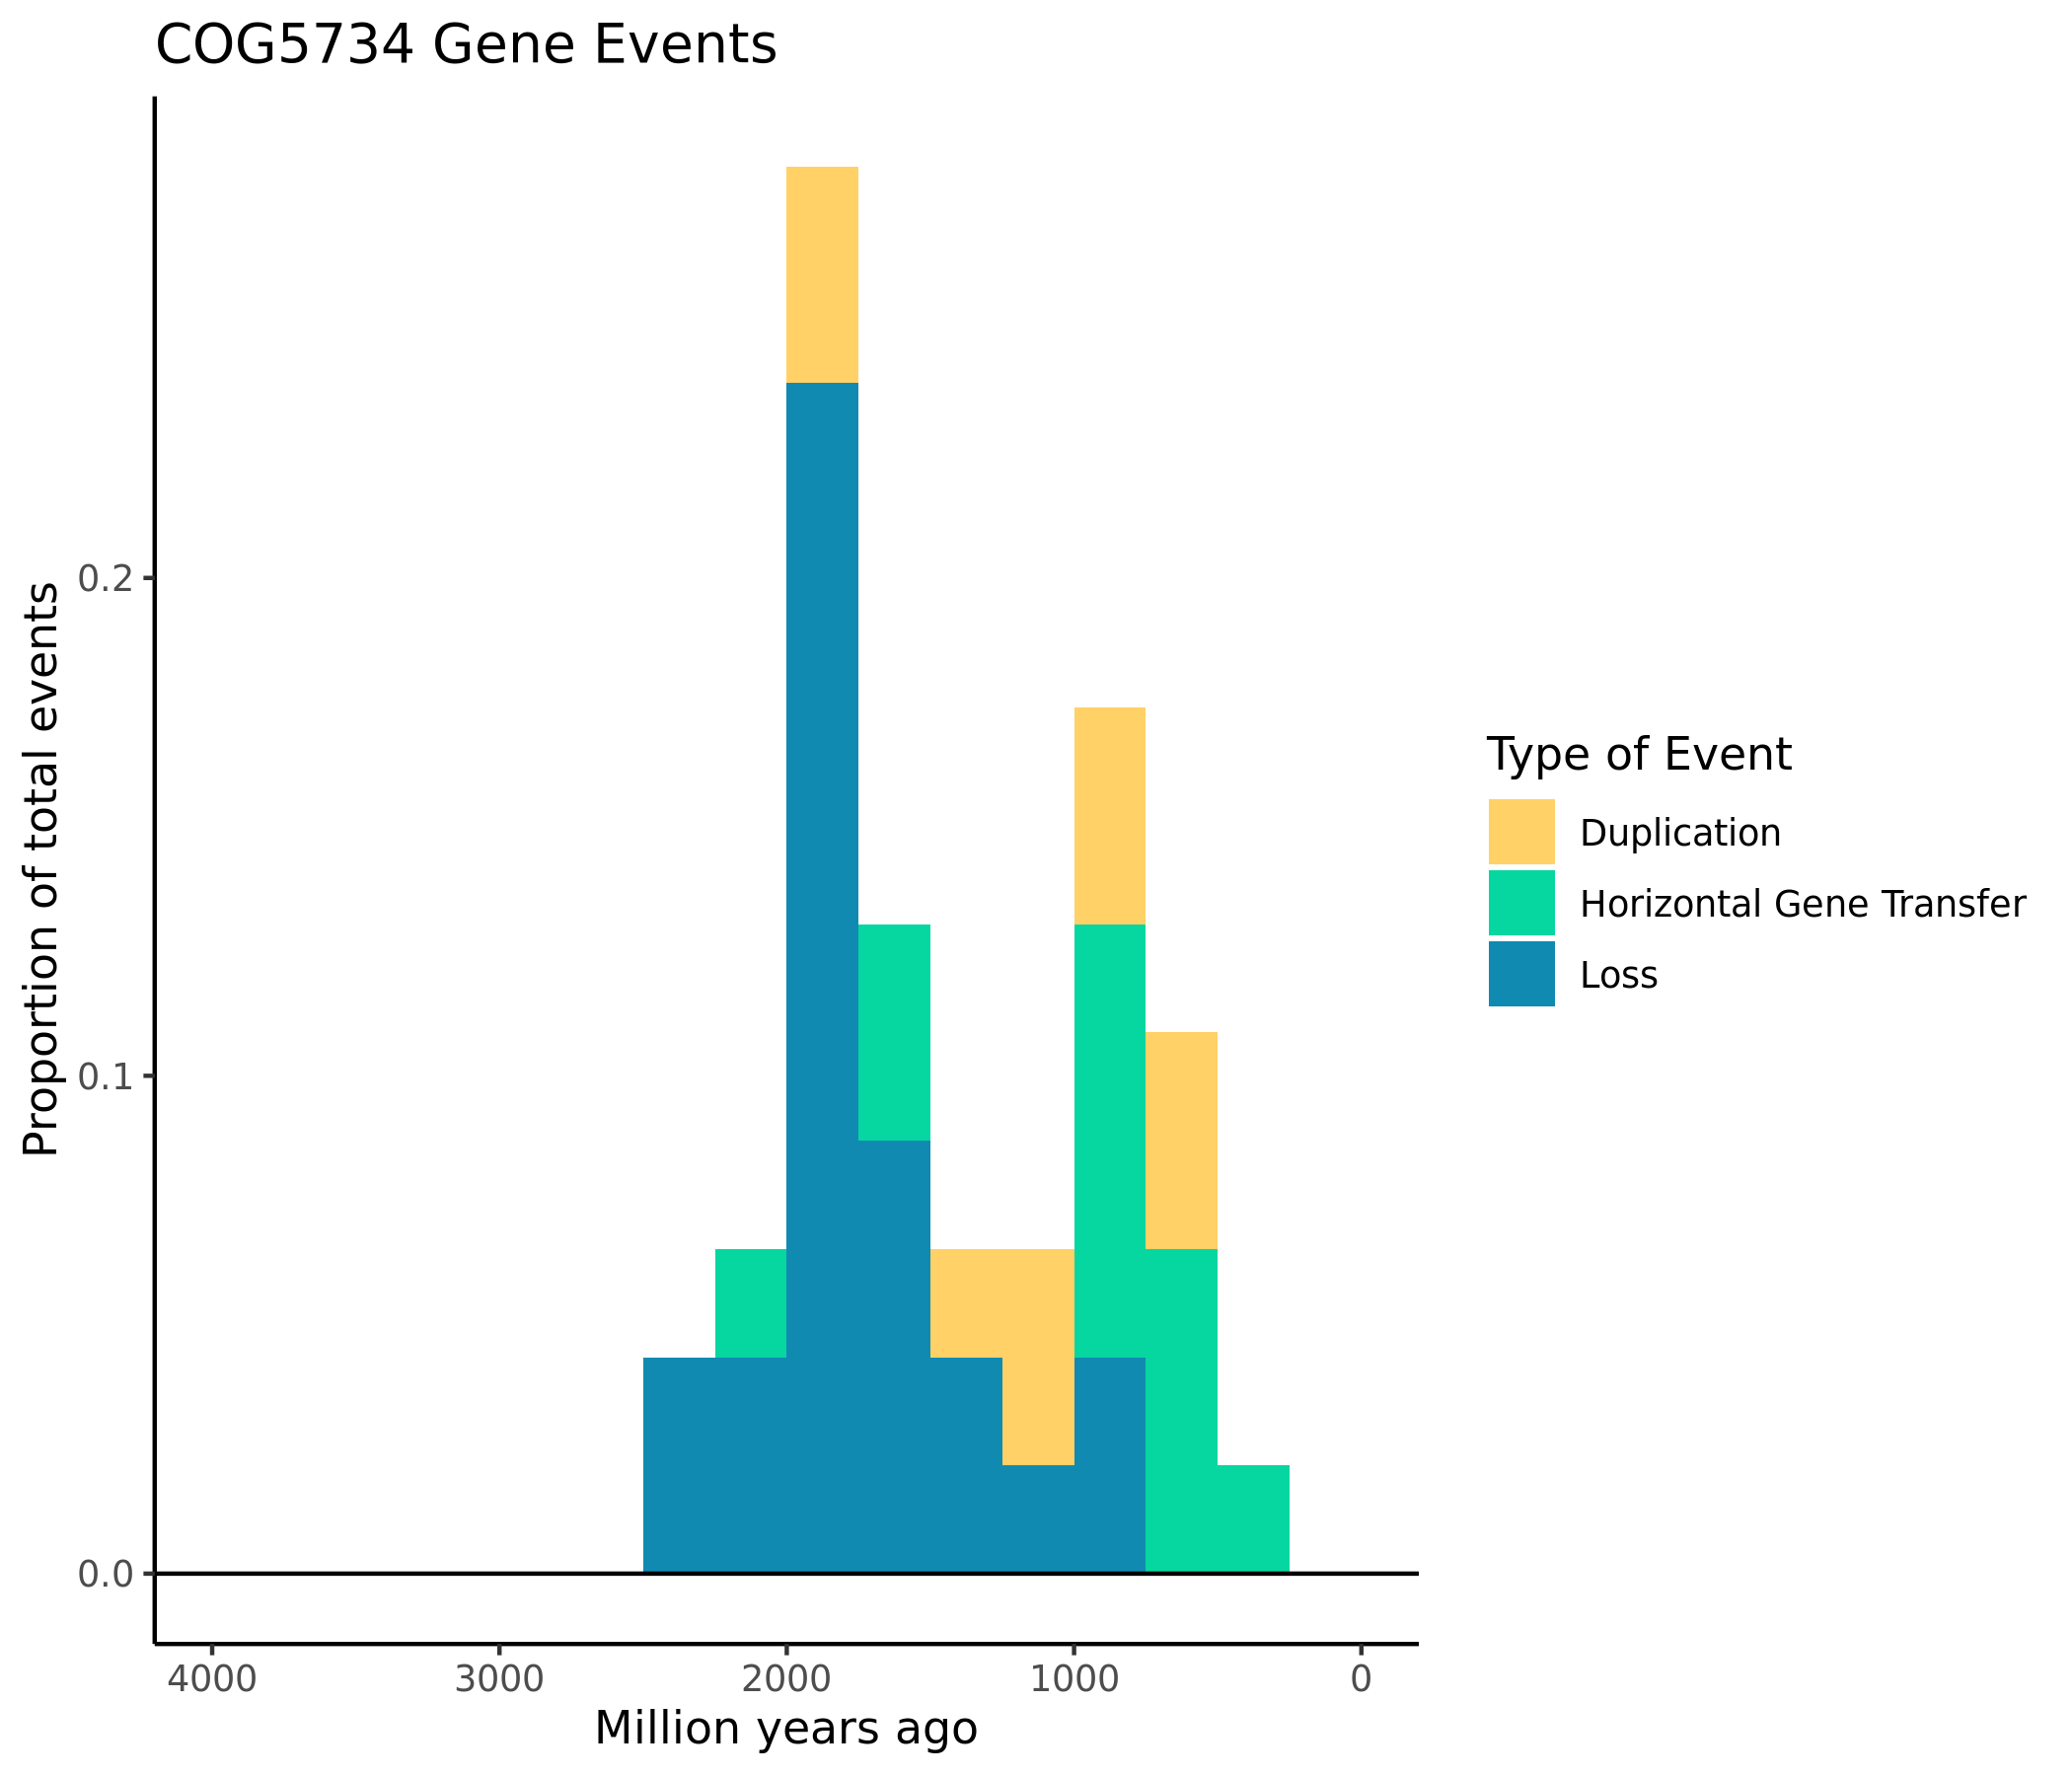 COG5734 Gene Events
Proportion of total events
0.2
0.1
0.0
4000 3000 2000 1000 0
Million years ago
Type of Event
Duplication
Horizontal Gene Transfer
Loss